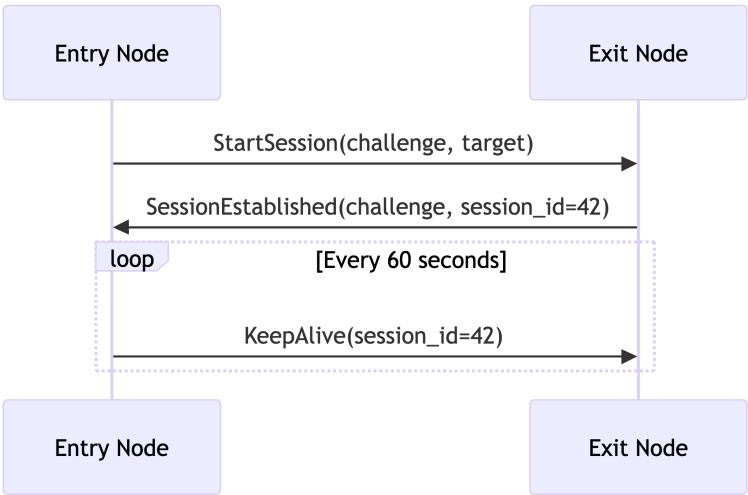 Entry Node
Exit Node
StartSession(challenge, target)
SessionEstablished(challenge, session_id=42)
loop
[Every 60 seconds]
KeepAlive(session_id=42)
Entry Node
Exit Node